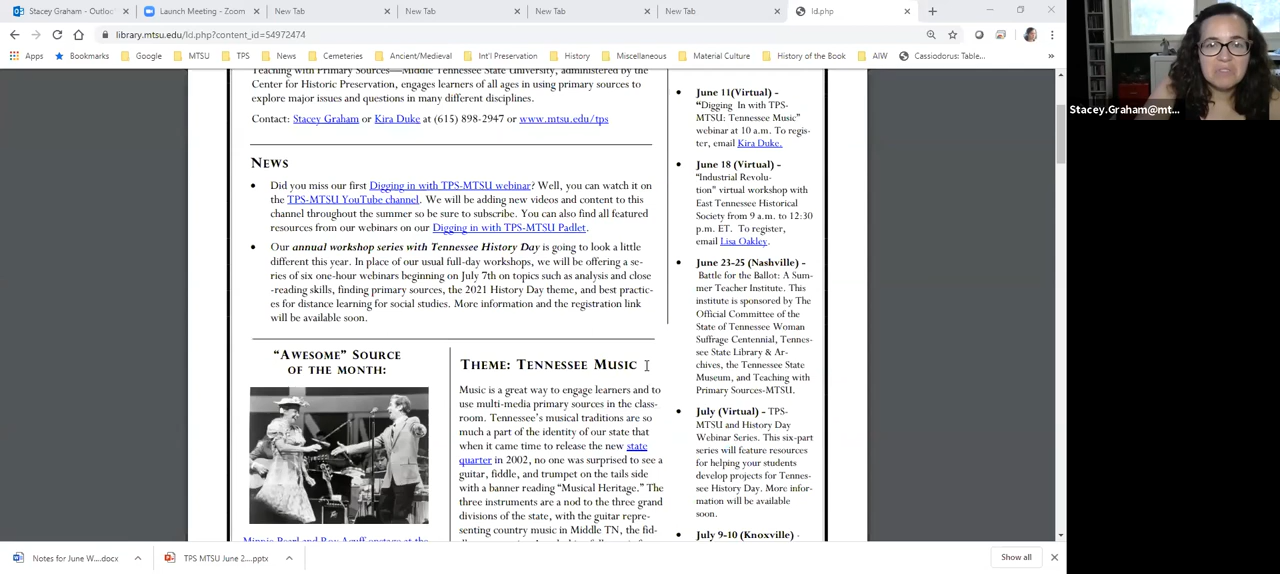 Stacey Graham - Outloo
Launch Meeting - Zoom
New Tab
New Tab
New Tab
New Tab
ld.php
library.mtsu.edu/ld.php?content_id=54972474
Apps
Bookmarks
Google
MTSU
TPS
News
Cemeteries
Ancient/Medieval
Int'l Preservation
History
Miscellaneous
Material Culture
History of the Book
AIW
Cassiodorus: Table...
Teaching with Primary Sources—Middle Tennessee State University, administered by the
Center for Historic Preservation, engages learners of all ages in using primary sources to
explore major issues and questions in many different disciplines.
Contact: Stacey Graham or Kira Duke at (615) 898-2947 or www.mtsu.edu/tps
NEWS
• Did you miss our first Digging in with TPS-MTSU webinar? Well, you can watch it on
the TPS-MTSU YouTube channel. We will be adding new videos and content to this
channel throughout the summer so be sure to subscribe. You can also find all featured
resources from our webinars on our Digging in with TPS-MTSU Padlet.
• Our annual workshop series with Tennessee History Day is going to look a little
different this year. In place of our usual full-day workshops, we will be offering a se-
ries of six one-hour webinars beginning on July 7th on topics such as analysis and close
-reading skills, finding primary sources, the 2021 History Day theme, and best practic-
es for distance learning for social studies. More information and the registration link
will be available soon.
"AWESOME" SOURCE
OF THE MONTH:
Minnie Pearl and Roy Acuff onstage at the
THEME: TENNESSEE MUSIC
Music is a great way to engage learners and to
use multi-media primary sources in the class-
room. Tennessee's musical traditions are so
much a part of the identity of our state that
when it came time to release the new state
quarter in 2002, no one was surprised to see a
guitar, fiddle, and trumpet on the tails side
with a banner reading "Musical Heritage." The
three instruments are a nod to the three grand
divisions of the state, with the guitar repre-
senting country music in Middle TN, the fid-
• June 11(Virtual) -
"Digging In with TPS-
MTSU: Tennessee Music"
webinar at 10 a.m. To regis-
ter, email Kira Duke.
• June 18 (Virtual) -
"Industrial Revolu-
tion" virtual workshop with
East Tennessee Historical
Society from 9 a.m. to 12:30
p.m. ET. To register,
email Lisa Oakley.
• June 23-25 (Nashville) -
Battle for the Ballot: A Sum-
mer Teacher Institute. This
institute is sponsored by The
Official Committee of the
State of Tennessee Woman
Suffrage Centennial, Tennes-
see State Library & Ar-
chives, the Tennessee State
Museum, and Teaching with
Primary Sources-MTSU.
• July (Virtual) - TPS-
MTSU and History Day
Webinar Series. This six-part
series will feature resources
for helping your students
develop projects for Tennes-
see History Day. More infor-
mation will be available
soon.
• July 9-10 (Knoxville) -
Stacey.Graham@mt...
Notes for June W....docx
TPS MTSU June 2....pptx
Show all